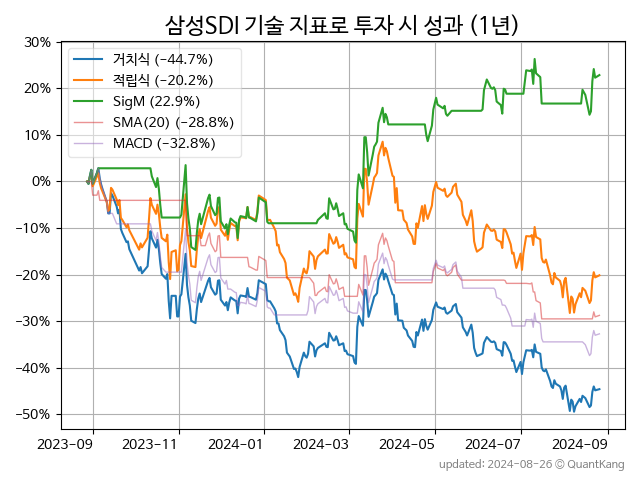 삼성SDI 기술 지표로 투자 시 성과 (1년)
거치식 (−44.7%)
적립식 (−20.2%)
SigM (22.9%)
SMA(20) (−28.8%)
MACD (−32.8%)
30%
20%
10%
0%
−10%
−20%
−30%
−40%
−50%
2023-09 2023-11 2024-01 2024-03 2024-05 2024-07 2024-09
updated: 2024-08-26 © QuantKang